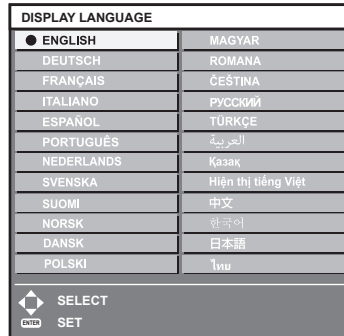 DISPLAY LANGUAGE
ENGLISH
DEUTSCH
FRANÇAIS
ITALIANO
ESPAÑOL
PORTUGUÊS
NEDERLANDS
SVENSKA
SUOMI
NORSK
DANSK
POLSKI
MAGYAR
ROMANA
ČEŠTINA
РУССКИЙ
TÜRKÇE
العربية
Қазақ
Hiện thị tiếng Việt
中文
한국어
日本語
ไทย
SELECT
ENTER SET